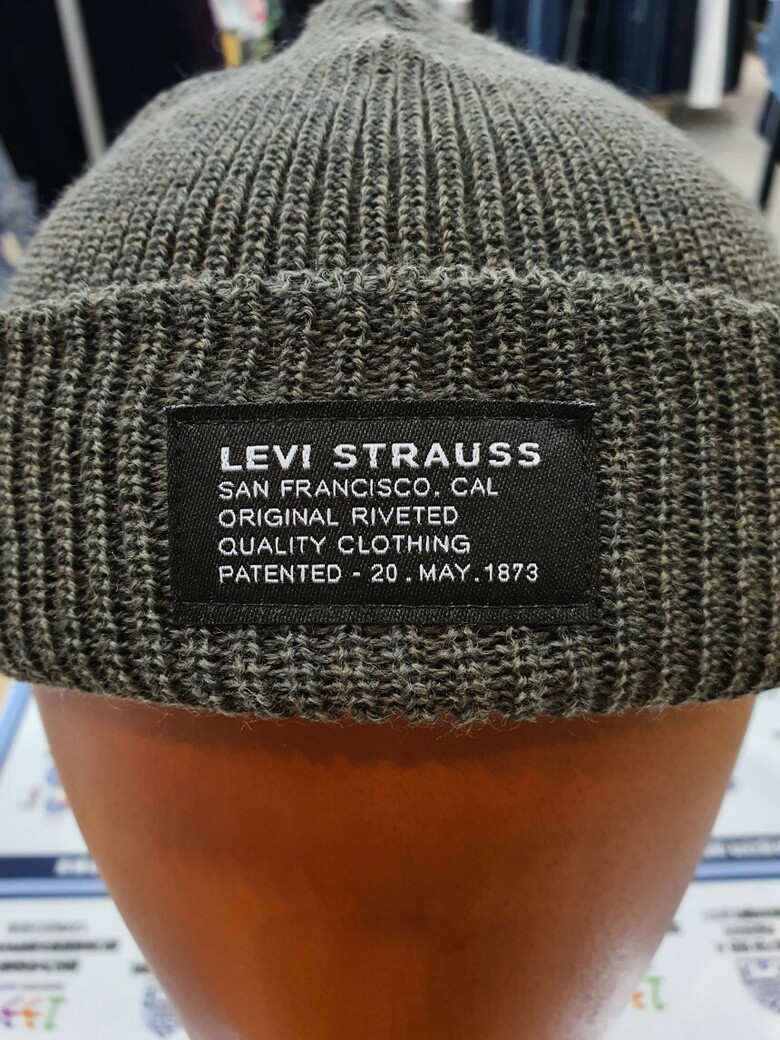 LEVI STRAUSS
SAN FRANCISCO. CAL
ORIGINAL RIVETED
QUALITY CLOTHING
PATENTED - 20.MAY.1873